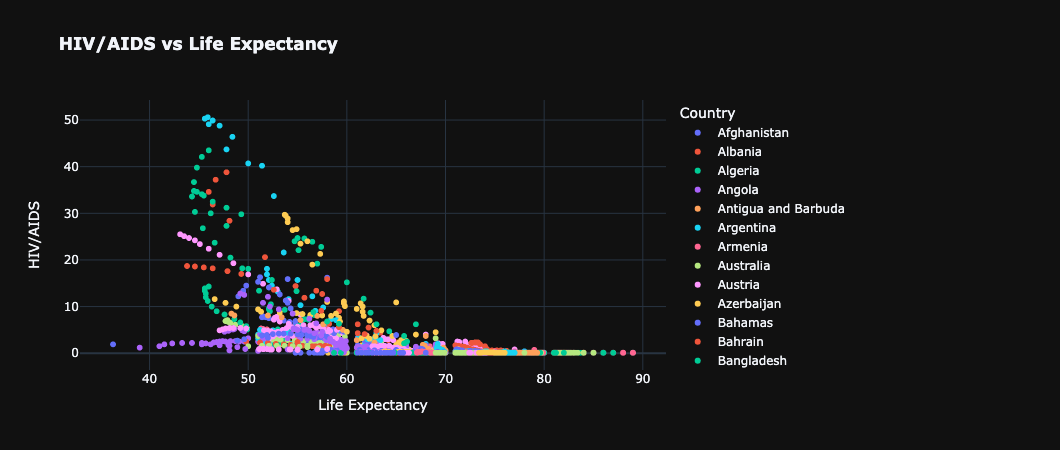 HIV/AIDS vs Life Expectancy
HIV/AIDS
50
40
30
20
10
0
40 50 60 70 80 90
Life Expectancy
Country
Afghanistan
Albania
Algeria
Angola
Antigua and Barbuda
Argentina
Armenia
Australia
Austria
Azerbaijan
Bahamas
Bahrain
Bangladesh